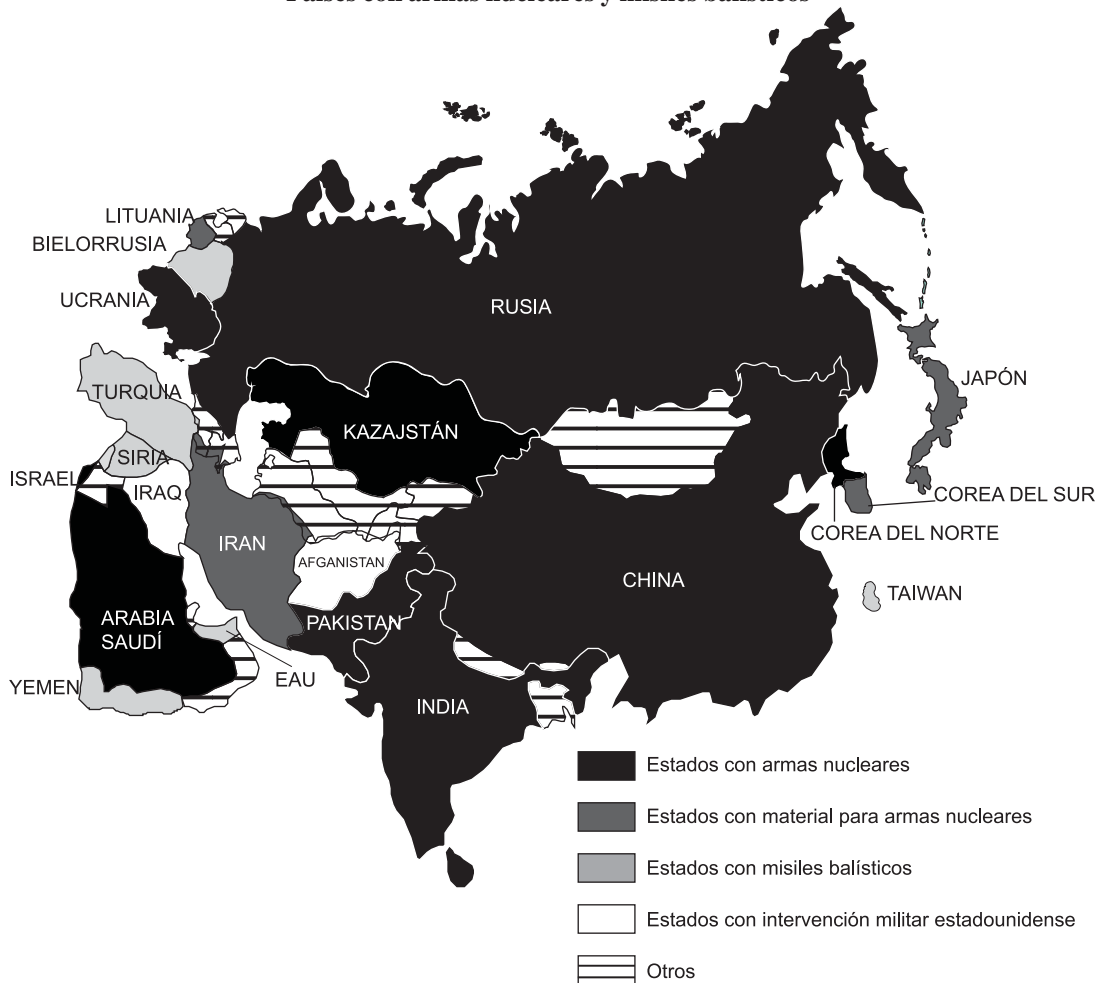 Países con armas nucleares y misiles balísticos
LITUANIA
BIELORRUSIA
UCRANIA
RUSIA
TURQUIA
JAPÓN
KAZAJSTÁN
SIRIA
ISRAEL
IRAQ
COREA DEL SUR
COREA DEL NORTE
IRAN
AFGANISTAN
CHINA
TAIWAN
ARABIA
SAUDÍ
PAKISTAN
EAU
YEMEN
INDIA
Estados con armas nucleares
Estados con material para armas nucleares
Estados con misiles balísticos
Estados con intervención militar estadounidense
Otros